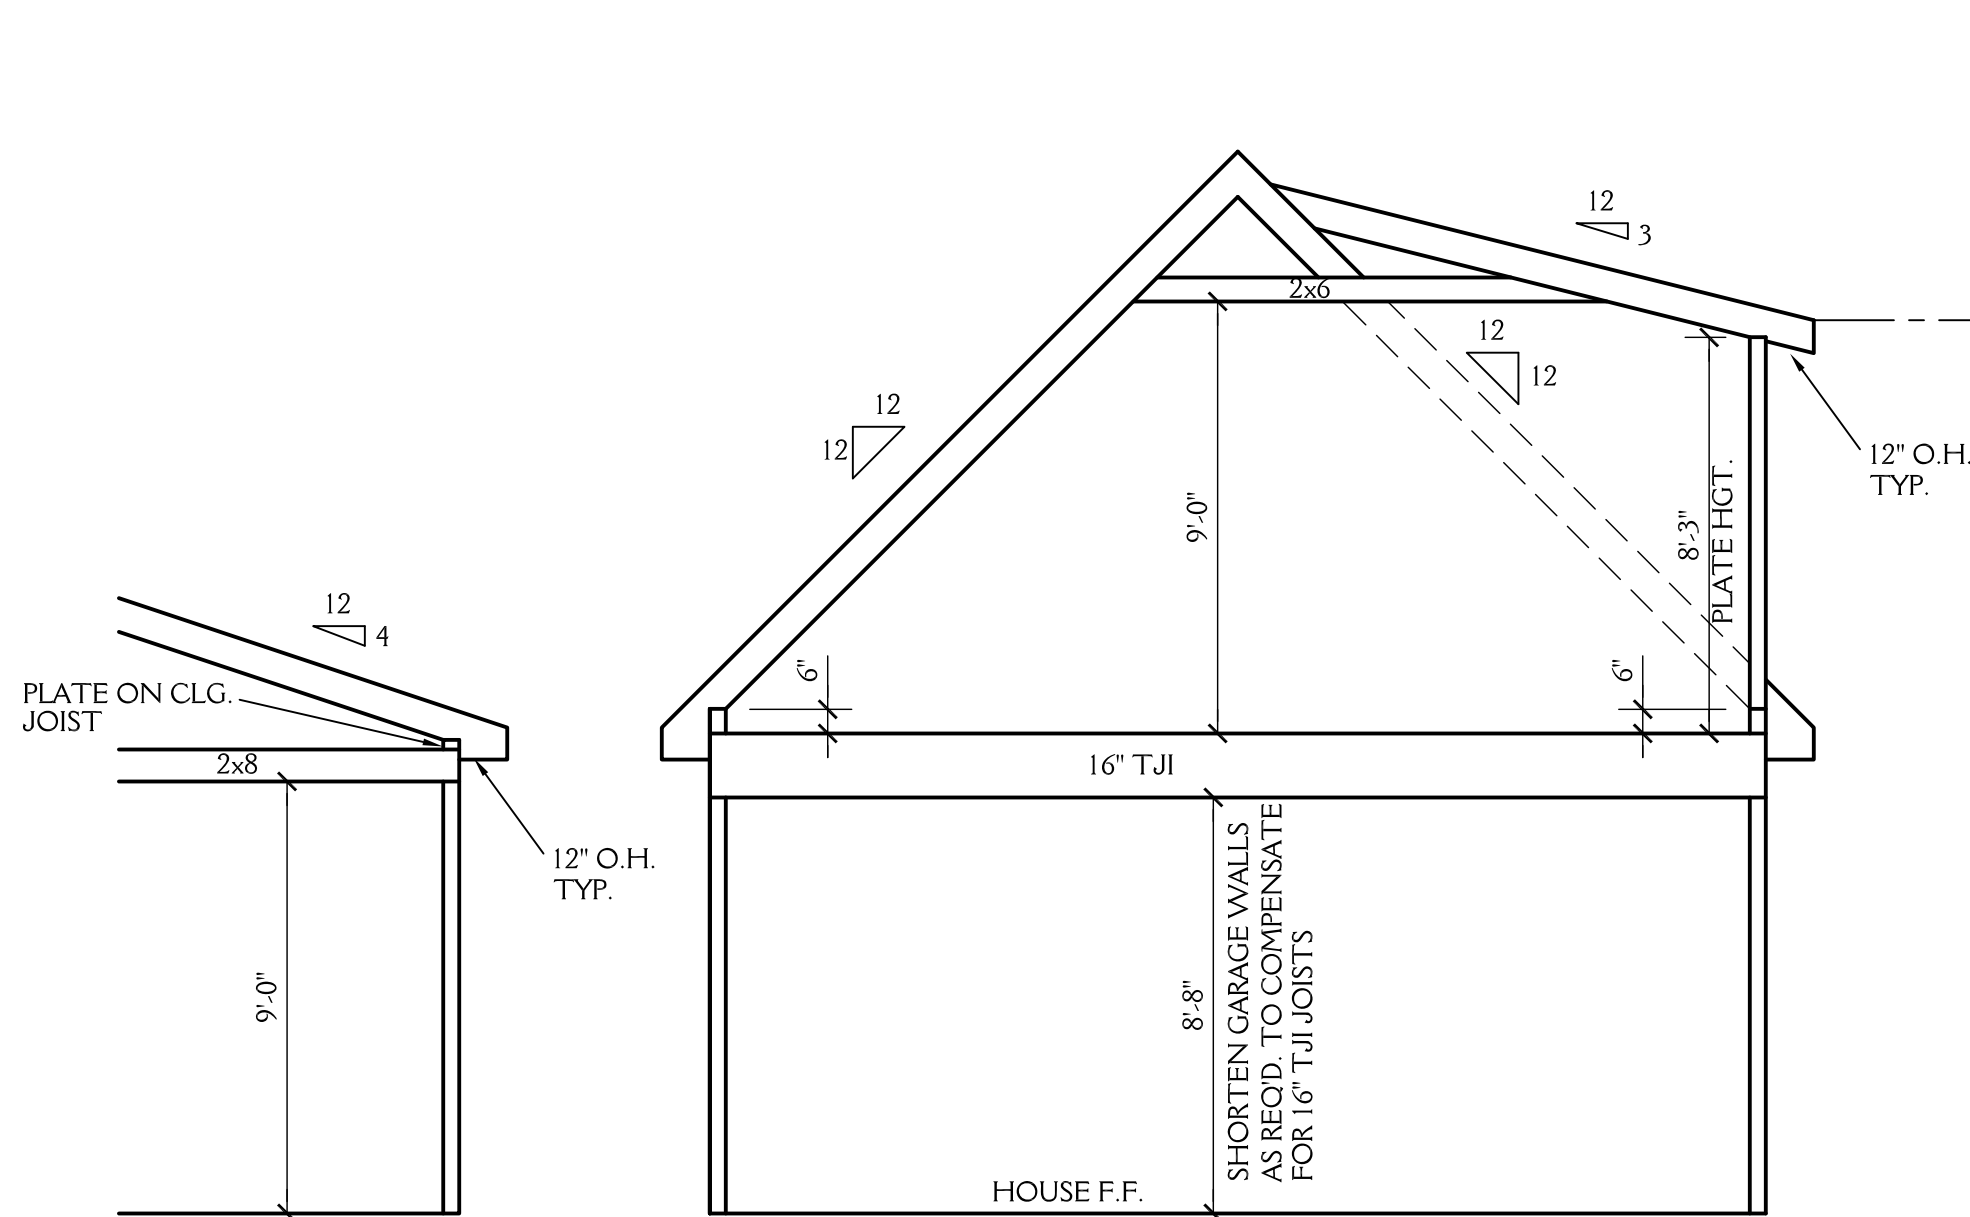 12
3
2x6
12
12
12
12
12" O.H.
TYP.
9'-0"
8'-3"
PLATE HGT.
12
4
6"
6"
PLATE ON CLG.
JOIST
2x8
16" TJI
12" O.H.
TYP.
9'-0"
8'-8"
SHORTEN GARAGE WALLS
AS REQ'D. TO COMPENSATE
FOR 16" TJI JOISTS
HOUSE F.F.